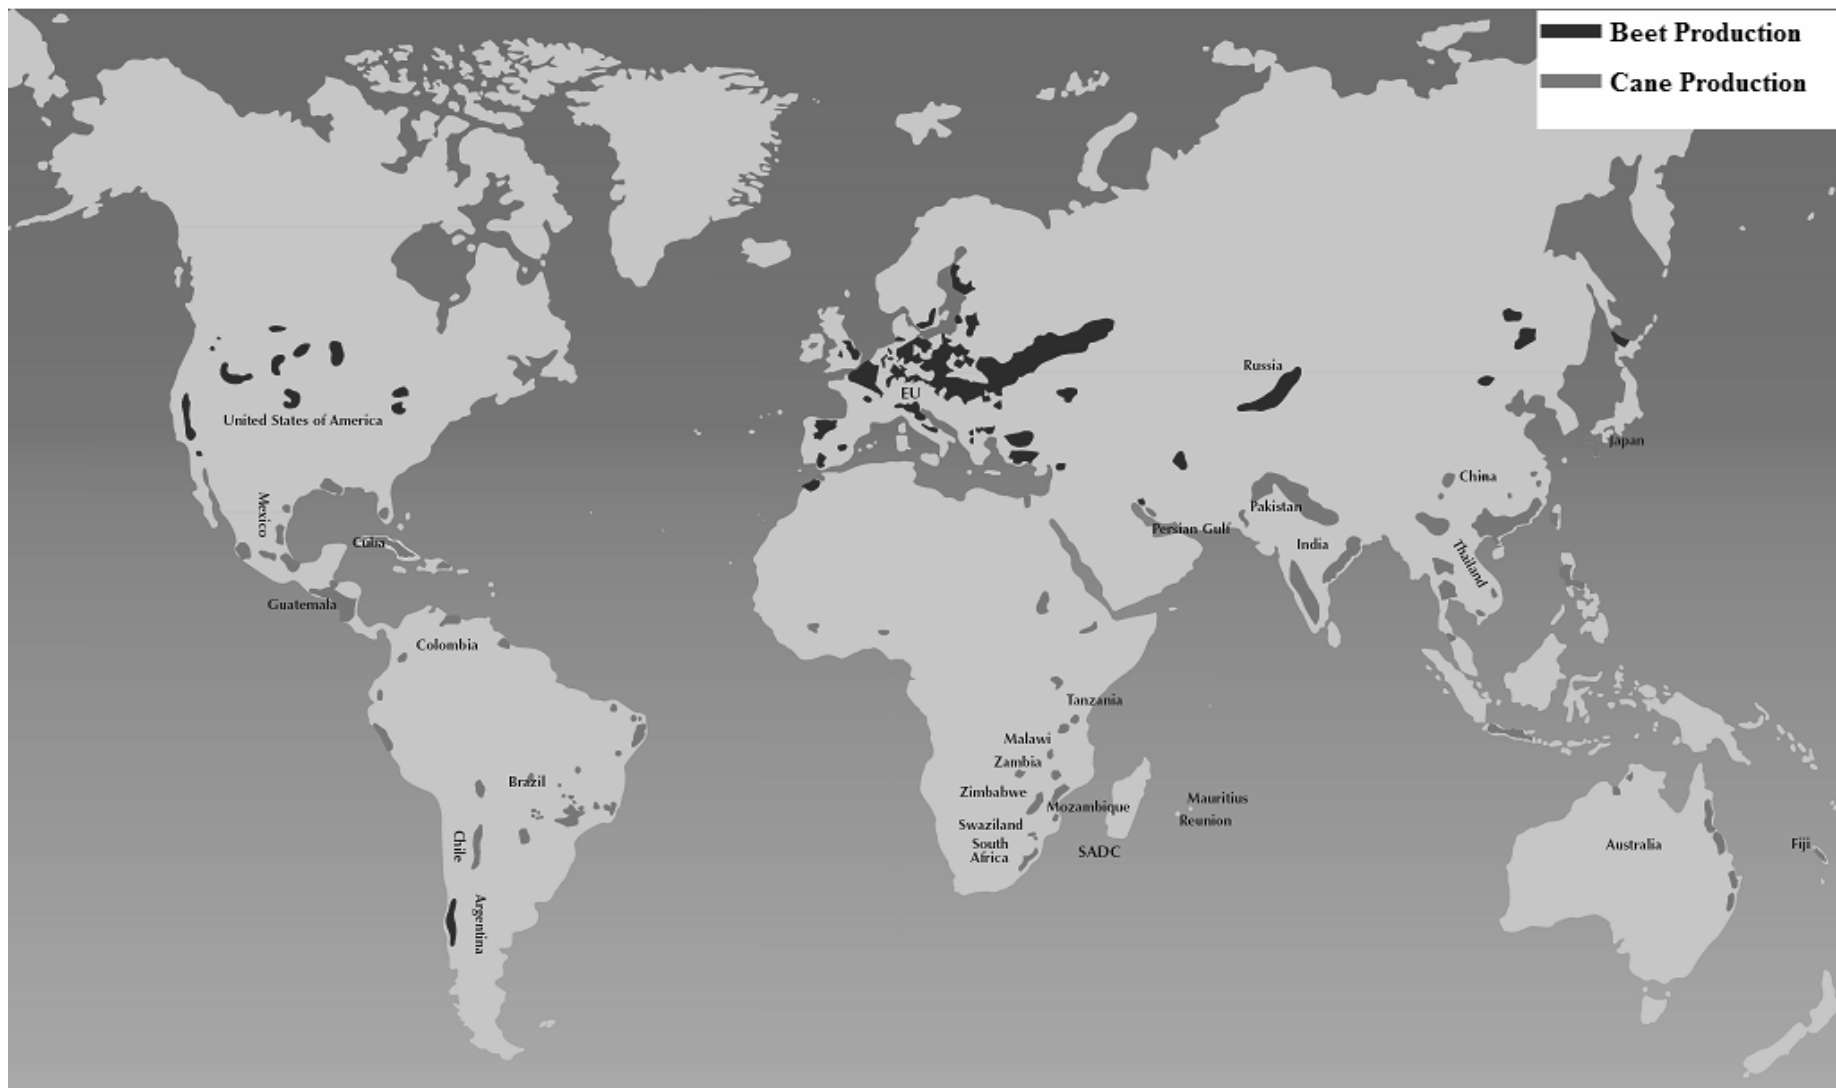 Beet Production
Cane Production
Russia
EU
United States of America
Japan
China
Mexico
Pakistan
Persian Gulf
Cuba
India
Thailand
Guatemala
Colombia
Tanzania
Malawi
Zambia
Brazil
Zimbabwe
Mozambique
Mauritius
Reunion
Swaziland
South
Africa
SADC
Chile
Australia
Fiji
Argentina